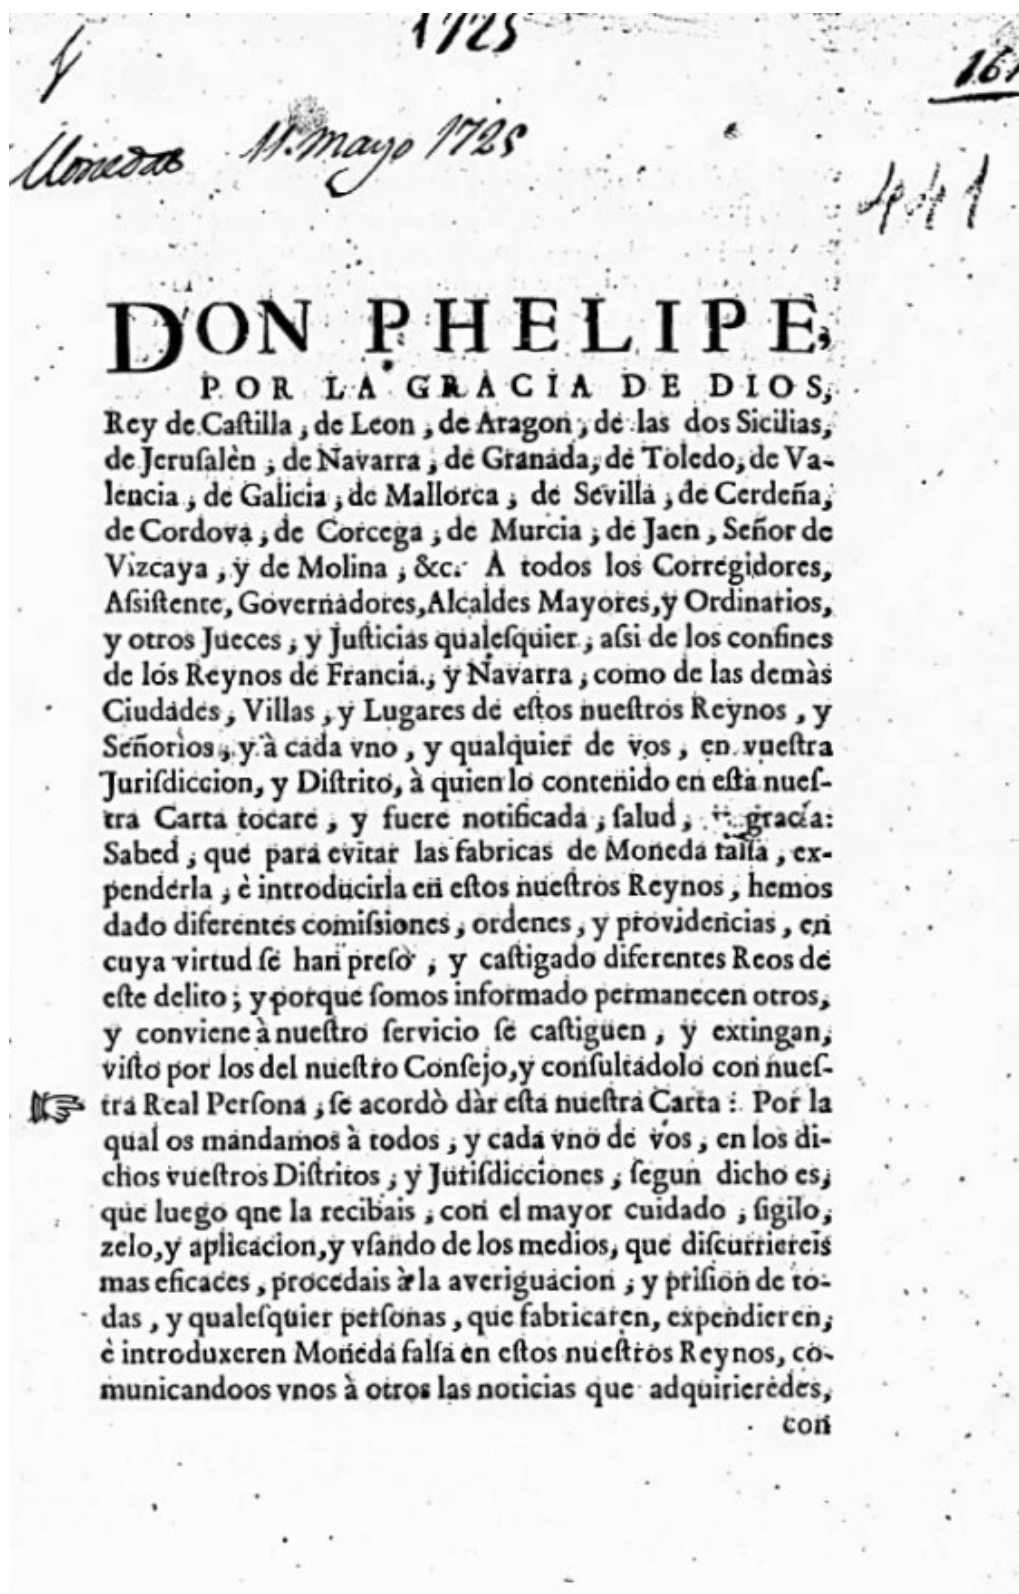 1725
161
Monedas 11. mayo 1725
441
DON PHELIPE,
POR LA GRACIA DE DIOS,
Rey de Caſtilla, de Leon, de Aragon, de las dos Sicilias,
de Jeruſalèn, de Navarra, de Granada, de Toledo, de Va-
lencia, de Galicia, de Mallorca, de Sevilla, de Cerdeña,
de Cordova, de Corcega, de Murcia, de Jaen, Señor de
Vizcaya, y de Molina, &c. A todos los Corregidores,
Aſsiſtente, Governadores, Alcaldes Mayores, y Ordinarios,
y otros Jueces, y Juſticias qualeſquier, aſsi de los confines
de los Reynos de Francia, y Navarra, como de las demàs
Ciudades, Villas, y Lugares de eſtos nueſtros Reynos, y
Señorios, y à cada vno, y qualquier de vos, en vueſtra
Juriſdiccion, y Diſtrito, à quien lo contenido en eſta nueſ-
tra Carta tocare, y fuere notificada, ſalud, gracia:
Sabed, que para evitar las fabricas de Moneda falſa, ex-
penderla, è introducirla en eſtos nueſtros Reynos, hemos
dado diferentes comiſsiones, ordenes, y providencias, en
cuya virtud ſe han preſo, y caſtigado diferentes Reos de
eſte delito; y porque ſomos informado permanecen otros,
y conviene à nueſtro ſervicio ſe caſtiguen, y extingan,
viſto por los del nueſtro Conſejo, y conſultadolo con nueſ-
tra Real Perſona, ſe acordò dàr eſta nueſtra Carta: Por la
qual os mandamos à todos, y cada vno de vos, en los di-
chos vueſtros Diſtritos, y Juriſdicciones, ſegun dicho es,
que luego qne la recibais, con el mayor cuidado, ſigilo,
zelo, y aplicacion, y vſando de los medios, que diſcurriereis
mas eficaces, procedais à la averiguacion, y priſion de to-
das, y qualeſquier perſonas, que fabricaren, expendieren,
è introduxeren Moneda falſa en eſtos nueſtros Reynos, co-
municandoos vnos à otros las noticias que adquirieredes,
con